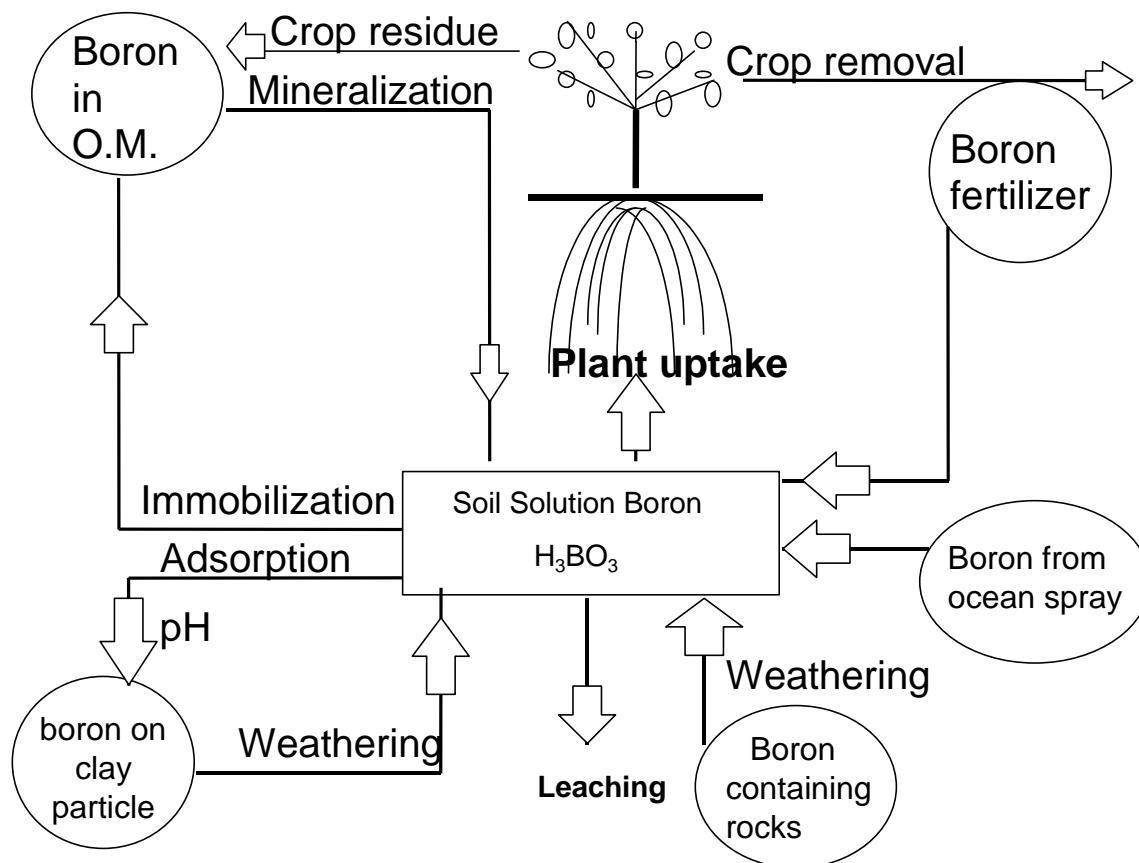 Crop residue
Boron
in
O.M.
Mineralization
Crop removal
Boron
fertilizer
Plant uptake
Immobilization
Soil Solution Boron
H₃BO₃
Adsorption
pH
Boron from
ocean spray
boron on
clay
particle
Weathering
Leaching
Weathering
Boron
containing
rocks